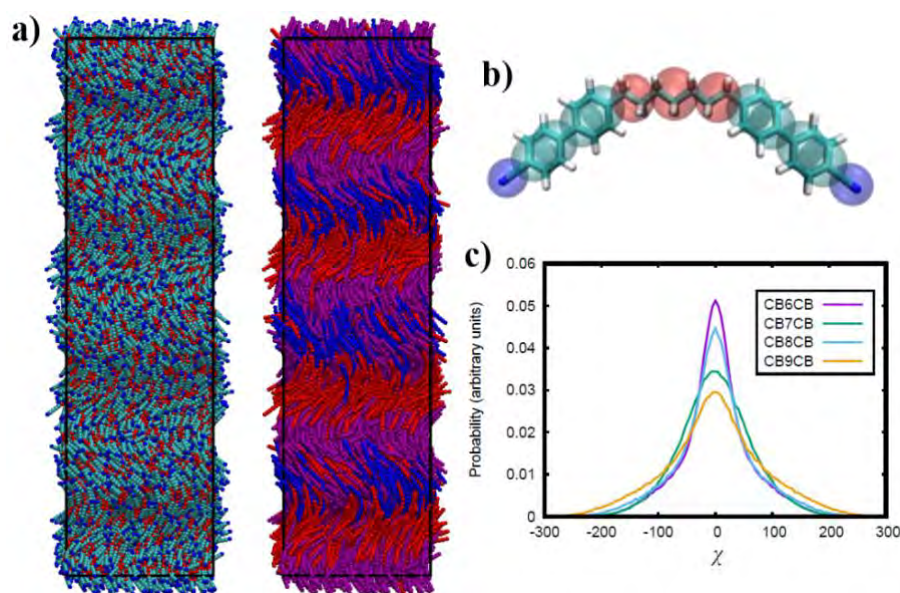 a)
b)
c)
0.06
0.05
0.04
0.03
0.02
0.01
0
-300
-200
-100
0
100
200
300
Probability (arbitrary units)
χ
CB6CB
CB7CB
CB8CB
CB9CB